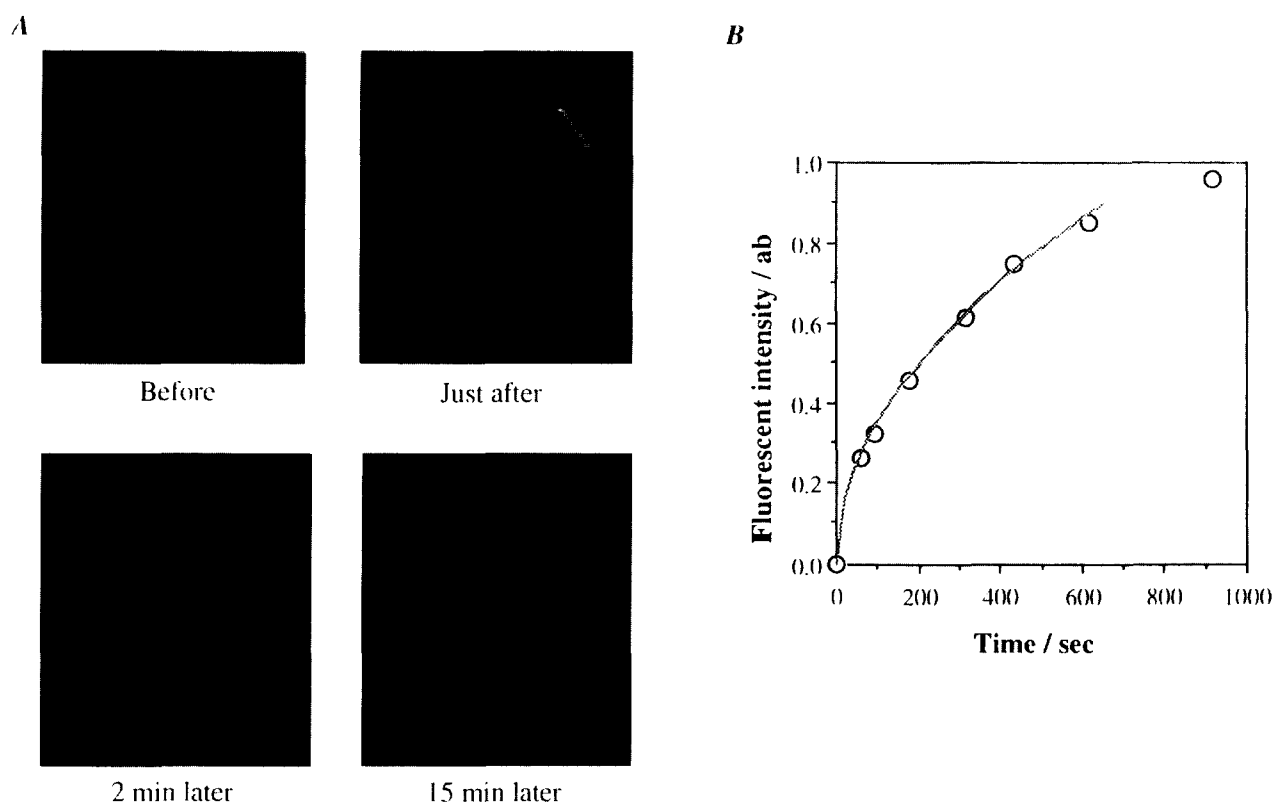 A
Before
Just after
2 min later
15 min later
B
Fluorescent intensity / ab
1.0
0.8
0.6
0.4
0.2
0.0
0 200 400 600 800 1000
Time / sec